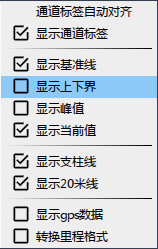 通道标签自动对齐
显示通道标签
显示基准线
显示上下界
显示峰值
显示当前值
显示支柱线
显示20米线
显示gps数据
转换里程格式